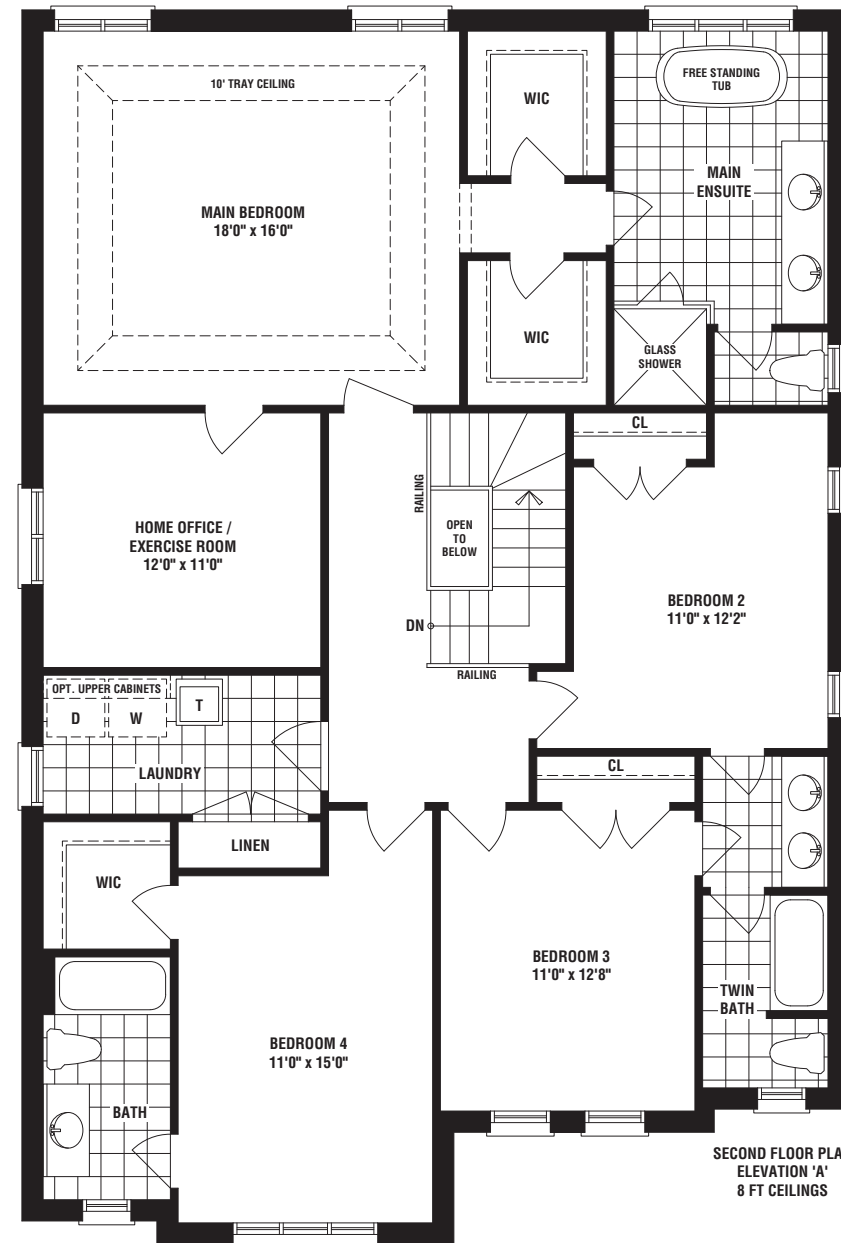 10' TRAY CEILING
MAIN BEDROOM
18'0" x 16'0"
WIC
FREE STANDING
TUB
MAIN
ENSUITE
WIC
GLASS
SHOWER
HOME OFFICE /
EXERCISE ROOM
12'0" x 11'0"
RAILING
OPEN
TO
BELOW
DN
RAILING
CL
BEDROOM 2
11'0" x 12'2"
OPT. UPPER CABINETS
D
W
T
LAUNDRY
LINEN
WIC
CL
BEDROOM 3
11'0" x 12'8"
TWIN
BATH
BEDROOM 4
11'0" x 15'0"
BATH
SECOND FLOOR PLA
ELEVATION 'A'
8 FT CEILINGS